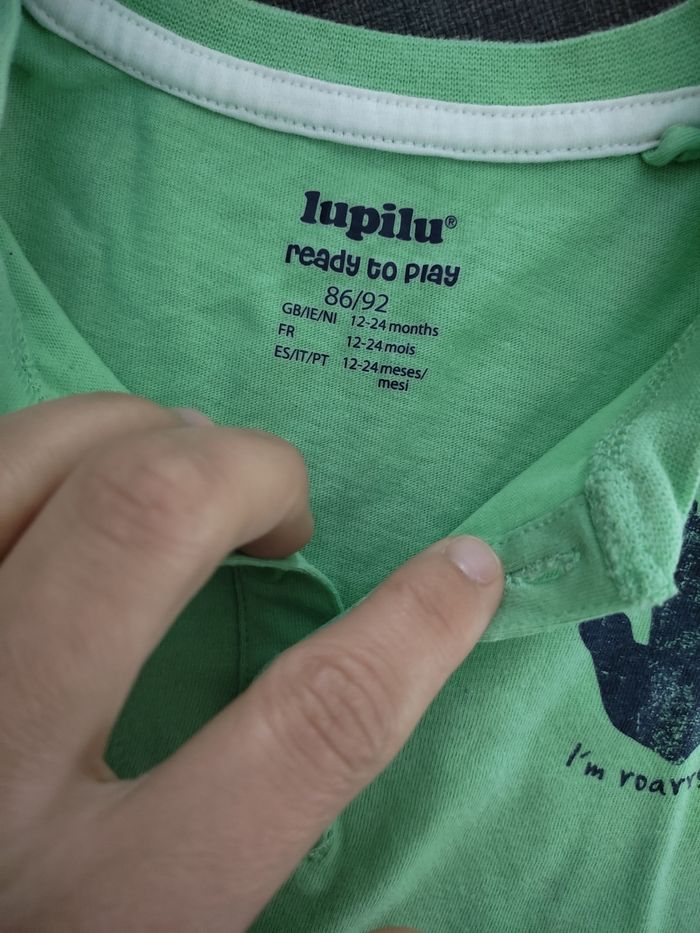 lupilu®
ready to play
86/92
GB/IE/NI 12-24 months
FR 12-24 mois
ES/IT/PT 12-24 meses/
mesi
I'm roarr